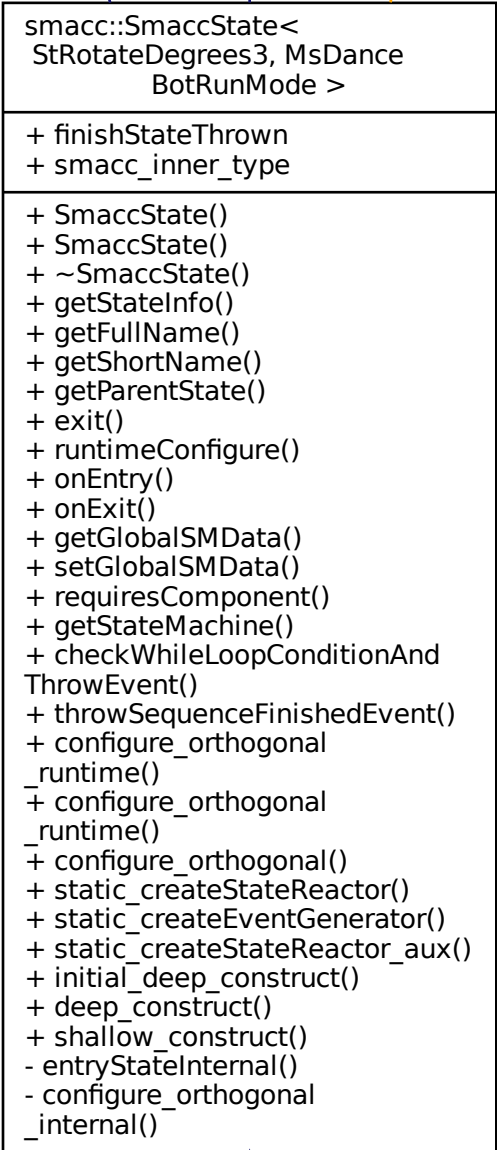 smacc::SmaccState<
StRotateDegrees3, MsDance
BotRunMode >
+ finishStateThrown
+ smacc_inner_type
+ SmaccState()
+ SmaccState()
+ ~SmaccState()
+ getStateInfo()
+ getFullName()
+ getShortName()
+ getParentState()
+ exit()
+ runtimeConfigure()
+ onEntry()
+ onExit()
+ getGlobalSMData()
+ setGlobalSMData()
+ requiresComponent()
+ getStateMachine()
+ checkWhileLoopConditionAnd
ThrowEvent()
+ throwSequenceFinishedEvent()
+ configure_orthogonal
_runtime()
+ configure_orthogonal
_runtime()
+ configure_orthogonal()
+ static_createStateReactor()
+ static_createEventGenerator()
+ static_createStateReactor_aux()
+ initial_deep_construct()
+ deep_construct()
+ shallow_construct()
- entryStateInternal()
- configure_orthogonal
_internal()